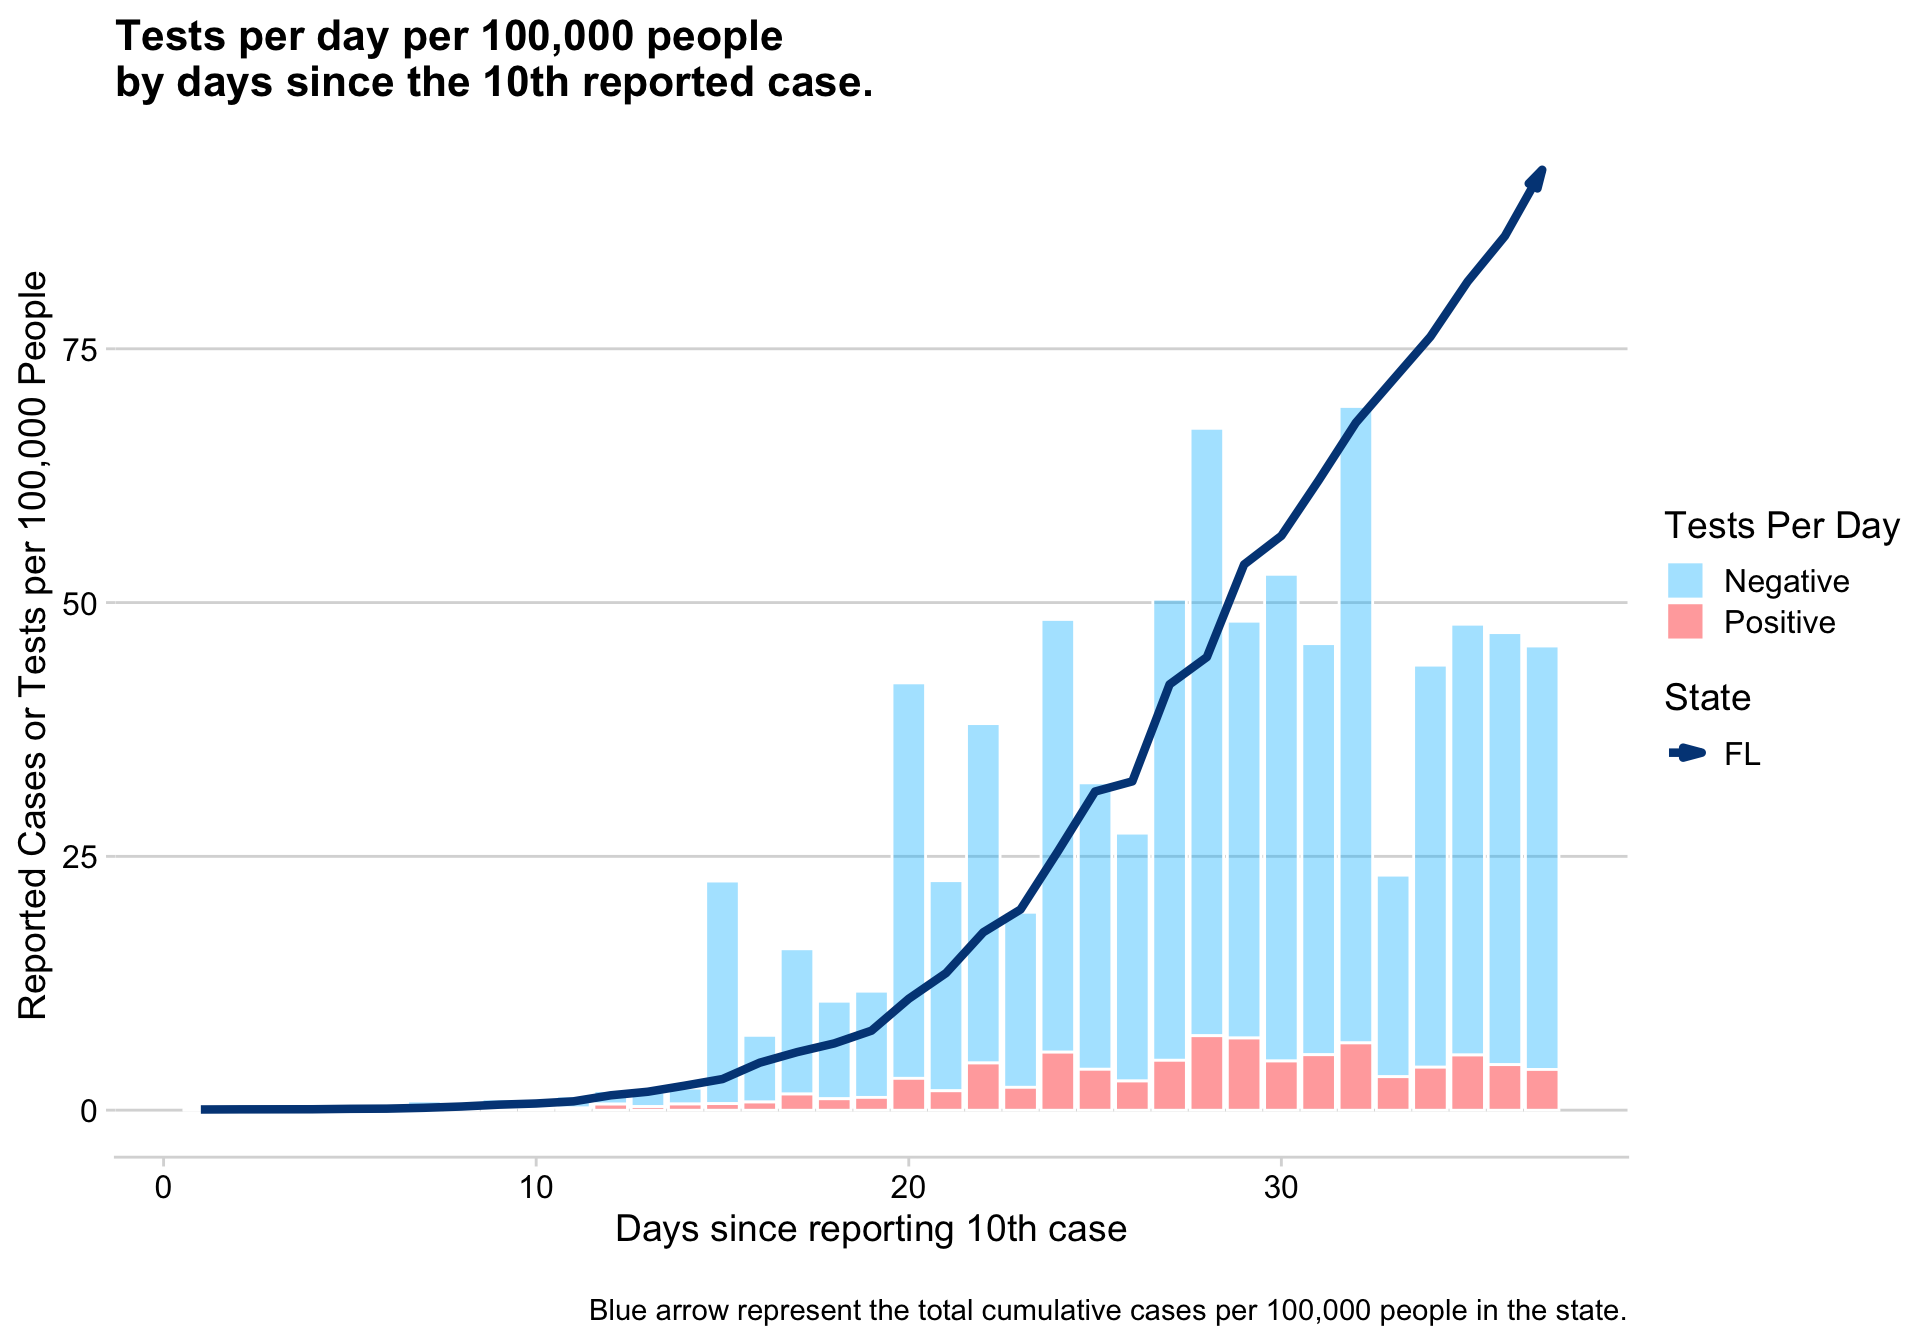 Tests per day per 100,000 people
by days since the 10th reported case.
Reported Cases or Tests per 100,000 People
75
50
25
0
0
10
20
30
Days since reporting 10th case
Tests Per Day
Negative
Positive
State
FL
Blue arrow represent the total cumulative cases per 100,000 people in the state.